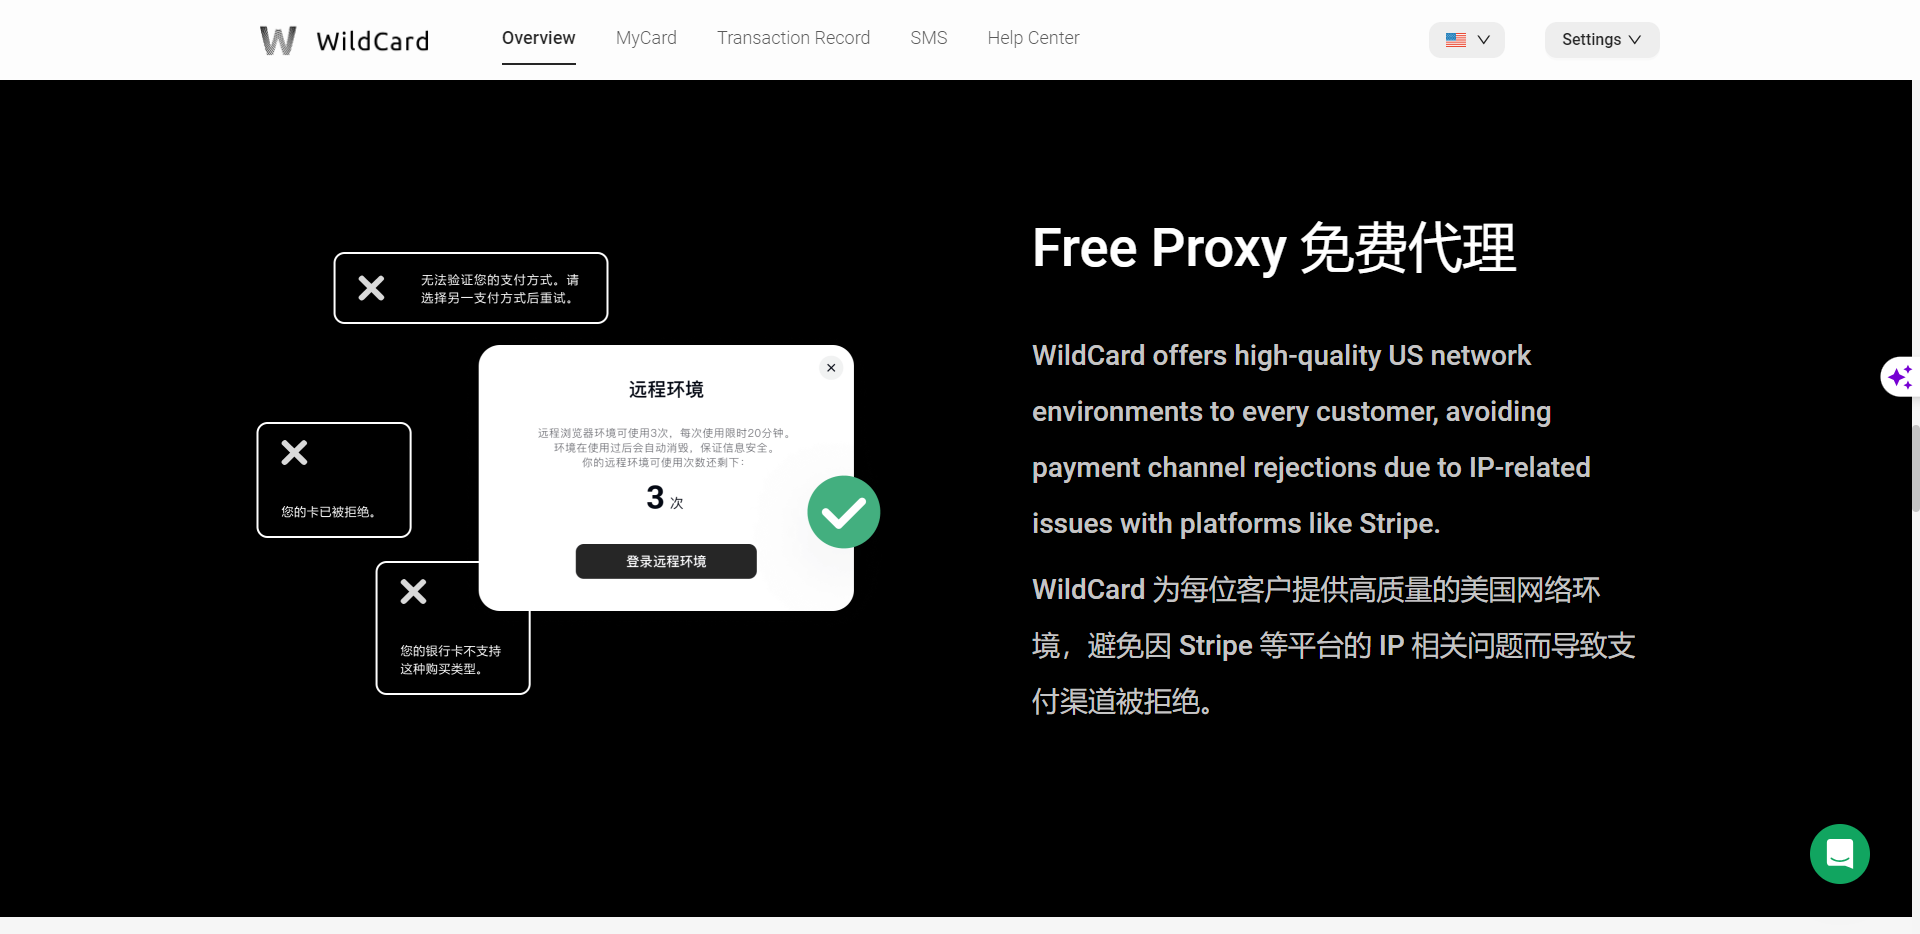 WildCard
Overview
MyCard
Transaction Record
SMS
Help Center
Settings
无法验证您的支付方式。请
选择另一支付方式后重试。
您的卡已被拒绝。
您的银行卡不支持
这种购买类型。
远程环境
远程浏览器环境可使用3次，每次使用限时20分钟。
环境在使用过后会自动消毁，保证信息安全。
你的远程环境可使用次数还剩下：
3 次
登录远程环境
Free Proxy 免费代理
WildCard offers high-quality US network
environments to every customer, avoiding
payment channel rejections due to IP-related
issues with platforms like Stripe.
WildCard 为每位客户提供高质量的美国网络环
境，避免因 Stripe 等平台的 IP 相关问题而导致支
付渠道被拒绝。